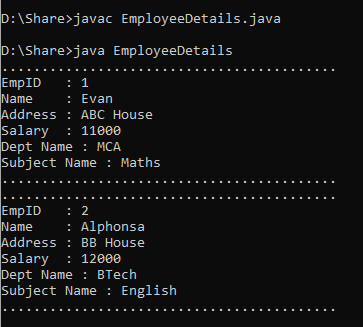 D:\Share>javac EmployeeDetails.java
D:\Share>java EmployeeDetails
..........................................
EmpID   : 1
Name    : Evan
Address : ABC House
Salary  : 11000
Dept Name : MCA
Subject Name : Maths
..........................................
..........................................
EmpID   : 2
Name    : Alphonsa
Address : BB House
Salary  : 12000
Dept Name : BTech
Subject Name : English
..........................................